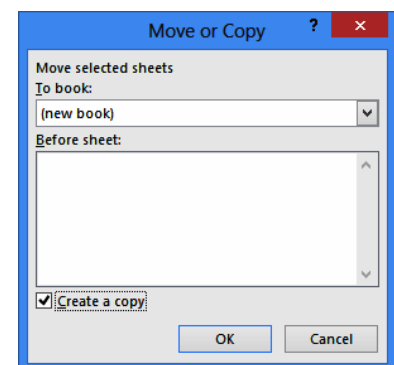 Move or Copy ?
Move selected sheets
To book:
(new book)
Before sheet:
Create a copy
OK Cancel